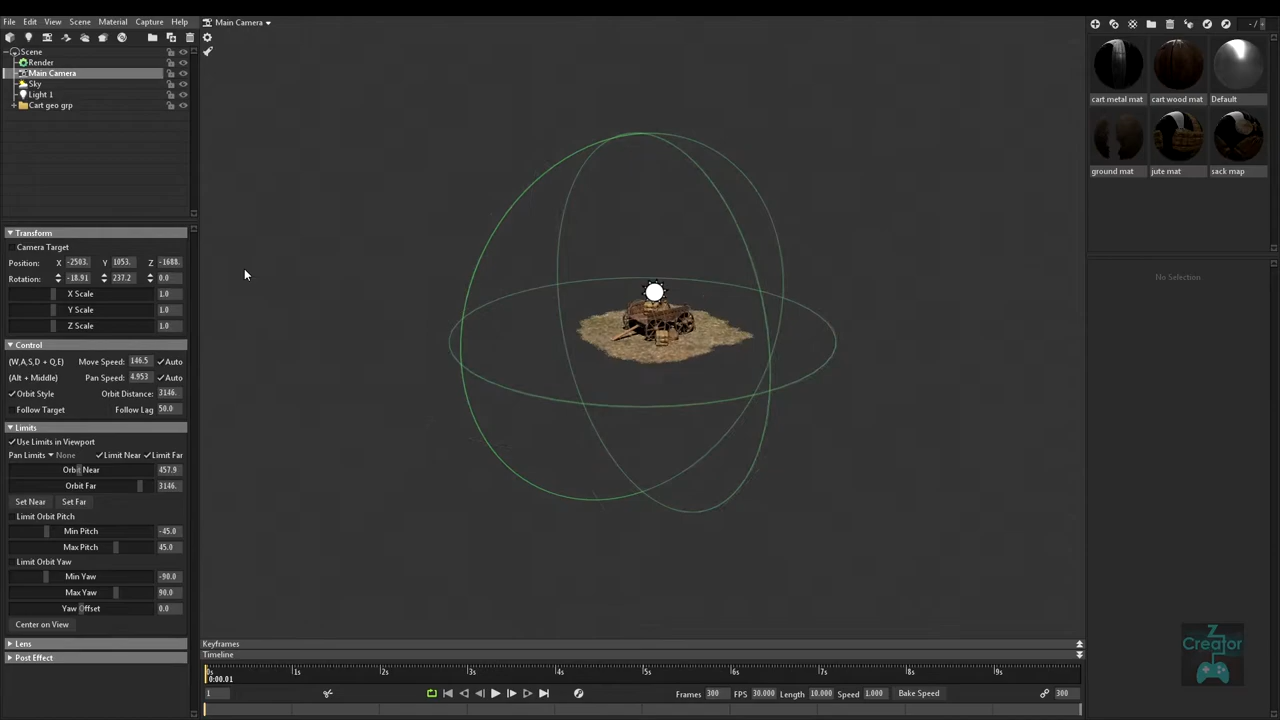 File Edit View Scene Material Capture Help
Main Camera
- /
Scene
Render
Main Camera
Sky
Light 1
Cart geo grp
cart metal mat cart wood mat Default
ground mat jute mat sack map
Transform
Camera Target
Position: X -2503. Y 1053. Z -1688.
Rotation: -18.91 237.2 0.0
X Scale 1.0
Y Scale 1.0
Z Scale 1.0
Control
(W,A,S,D + Q,E) Move Speed: 146.5 Auto
(Alt + Middle) Pan Speed: 4.953 Auto
Orbit Style Orbit Distance: 3146.
Follow Target Follow Lag 50.0
Limits
Use Limits in Viewport
Pan Limits None Limit Near Limit Far
Orbit Near 457.9
Orbit Far 3146.
Set Near Set Far
Limit Orbit Pitch
Min Pitch -45.0
Max Pitch 45.0
Limit Orbit Yaw
Min Yaw -90.0
Max Yaw 90.0
Yaw Offset 0.0
Center on View
Lens
Post Effect
No Selection.
Keyframes
Timeline
0s 1s 2s 3s 4s 5s 6s 7s 8s 9s
0:00.01
1 Frames 300 FPS 30.000 Length 10.000 Speed 1.000 Bake Speed 300
Z
Creator